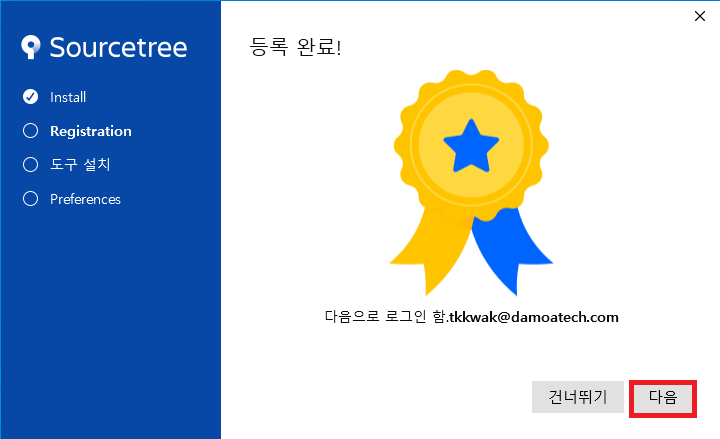 Sourcetree
Install
Registration
도구 설치
Preferences
등록 완료!
다음으로 로그인 함.tkkwak@damoatech.com
건너뛰기
다음